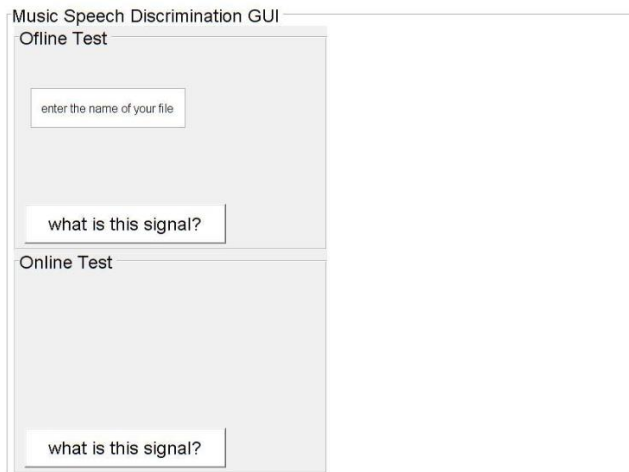 Music Speech Discrimination GUI
Ofline Test
enter the name of your file
what is this signal?
Online Test
what is this signal?